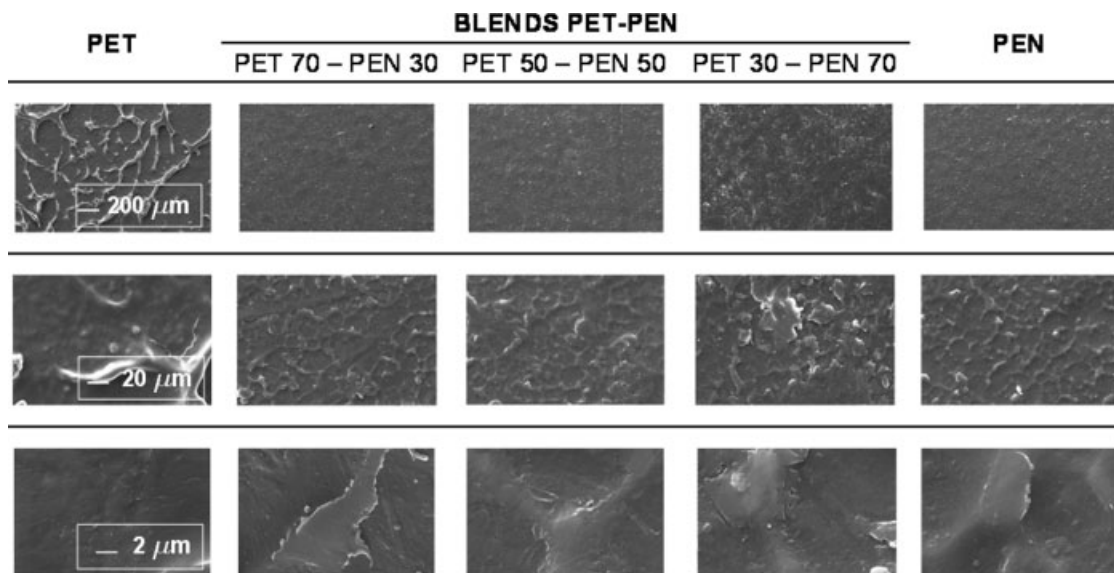 BLENDS PET-PEN
PET
PEN
PET 70 – PEN 30
PET 50 – PEN 50
PET 30 – PEN 70
200 μm
20 μm
2 μm